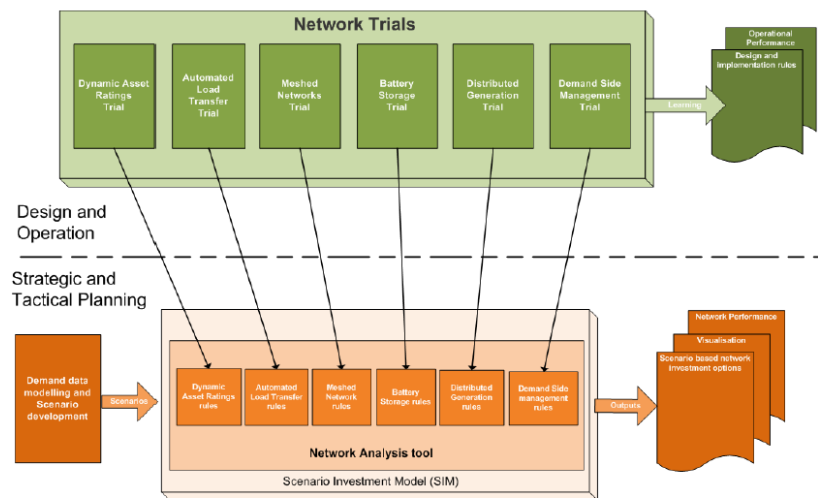 Network Trials
Dynamic Asset
Ratings
Trial
Automated
Load
Transfer
Trial
Meshed
Networks
Trial
Battery
Storage
Trial
Distributed
Generation
Trial
Demand Side
Management
Trial
Learning
Operational
Performance
Design and
implementation rules
Design and
Operation
Strategic and
Tactical Planning
Demand data
modelling and
Scenario
development
Scenarios
Dynamic
Asset Ratings
rules
Automated
Load Transfer
rules
Meshed
Network
rules
Battery
Storage rules
Distributed
Generation
rules
Demand Side
management
rules
Network Analysis tool
Scenario Investment Model (SIM)
Outputs
Network Performance
Visualisation
Scenario based network
investment options